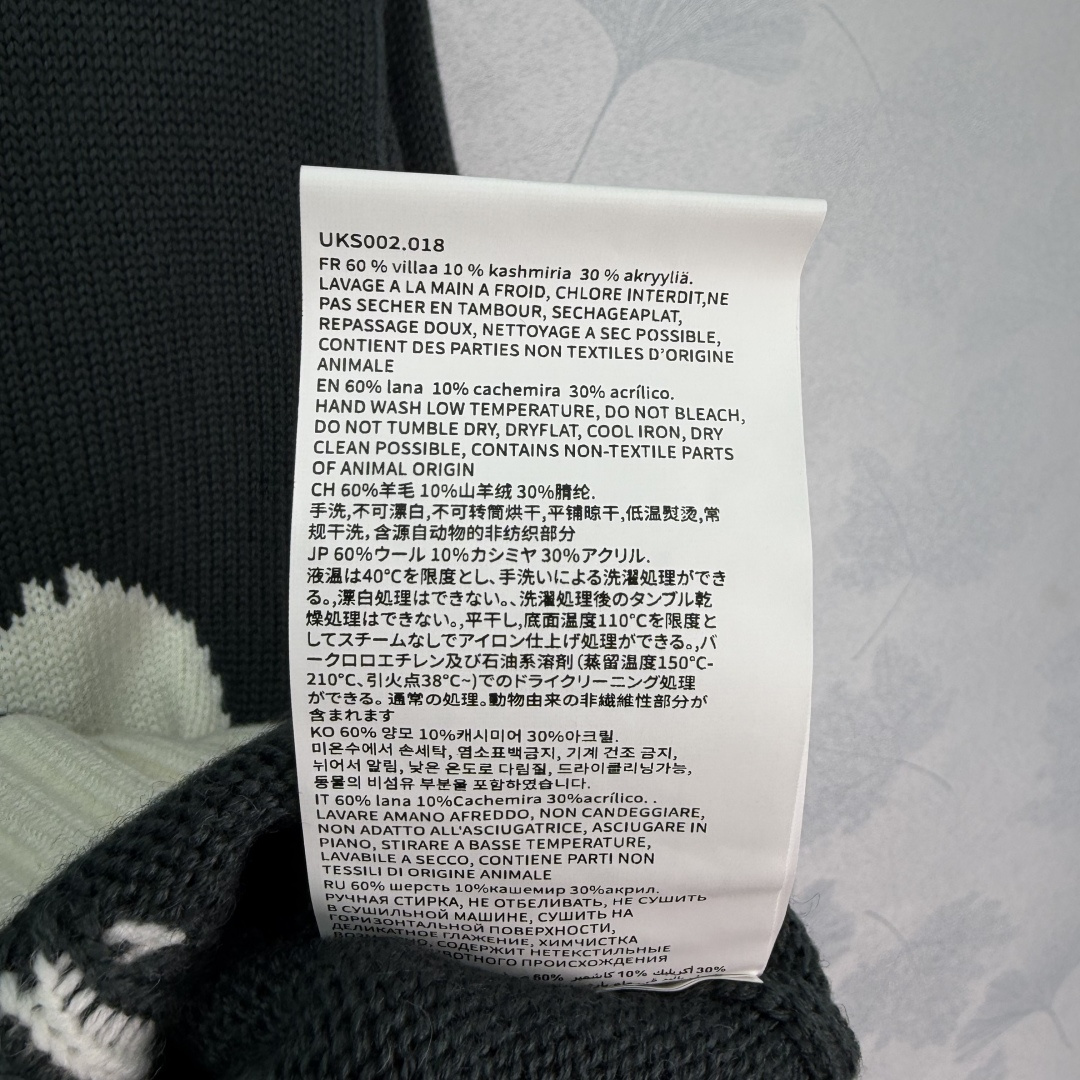 UKS002.018
FR 60 % villaa 10 % kashmiria 30 % akryyliä.
LAVAGE A LA MAIN A FROID, CHLORE INTERDIT,NE
PAS SECHER EN TAMBOUR, SECHAGEAPLAT,
REPASSAGE DOUX, NETTOYAGE A SEC POSSIBLE,
CONTIENT DES PARTIES NON TEXTILES D'ORIGINE
ANIMALE
EN 60% lana 10% cachemira 30% acrílico.
HAND WASH LOW TEMPERATURE, DO NOT BLEACH,
DO NOT TUMBLE DRY, DRYFLAT, COOL IRON, DRY
CLEAN POSSIBLE, CONTAINS NON-TEXTILE PARTS
OF ANIMAL ORIGIN
CH 60%羊毛 10%山羊绒 30%腈纶.
手洗,不可漂白,不可转筒烘干,平铺晾干,低温熨烫,常
规干洗,含源自动物的非纺织部分
JP 60%ウール 10%カシミヤ 30%アクリル.
液温は40℃を限度とし、手洗いによる洗濯処理ができ
る。,漂白処理はできない。、洗濯処理後のタンブル乾
燥処理はできない。,平干し,底面温度110℃を限度と
してスチームなしでアイロン仕上げ処理ができる。,パ
ークロロエチレン及び石油系溶剤(蒸留温度150℃-
210℃、引火点38℃~)でのドライクリーニング処理
ができる。通常の処理。動物由来の非繊維性部分が
含まれます
KO 60% 양모 10%캐시미어 30%아크릴.
미온수에서 손세탁, 염소표백금지, 기계 건조 금지,
뉘어서 말림, 낮은 온도로 다림질, 드라이클리닝가능,
동물의 비섬유 부분을 포함하였습니다.
IT 60% lana 10%Cachemira 30%acrílico. .
LAVARE AMANO AFREDDO, NON CANDEGGIARE,
NON ADATTO ALL'ASCIUGATRICE, ASCIUGARE IN
PIANO, STIRARE A BASSE TEMPERATURE,
LAVABILE A SECCO, CONTIENE PARTI NON
TESSILI DI ORIGINE ANIMALE
RU 60% шерсть 10%кашемир 30%акрил.
РУЧНАЯ СТИРКА, НЕ ОТБЕЛИВАТЬ, НЕ СУШИТЬ
В СУШИЛЬНОЙ МАШИНЕ, СУШИТЬ НА
ГОРИЗОНТАЛЬНОЙ ПОВЕРХНОСТИ,
ДЕЛИКАТНОЕ ГЛАЖЕНИЕ, ХИМЧИСТКА
СОДЕРЖИТ НЕТЕКСТИЛЬНЫЕ
ПРОИСХОЖДЕНИЯ
60% 10% كاشمير 30% أكريليك